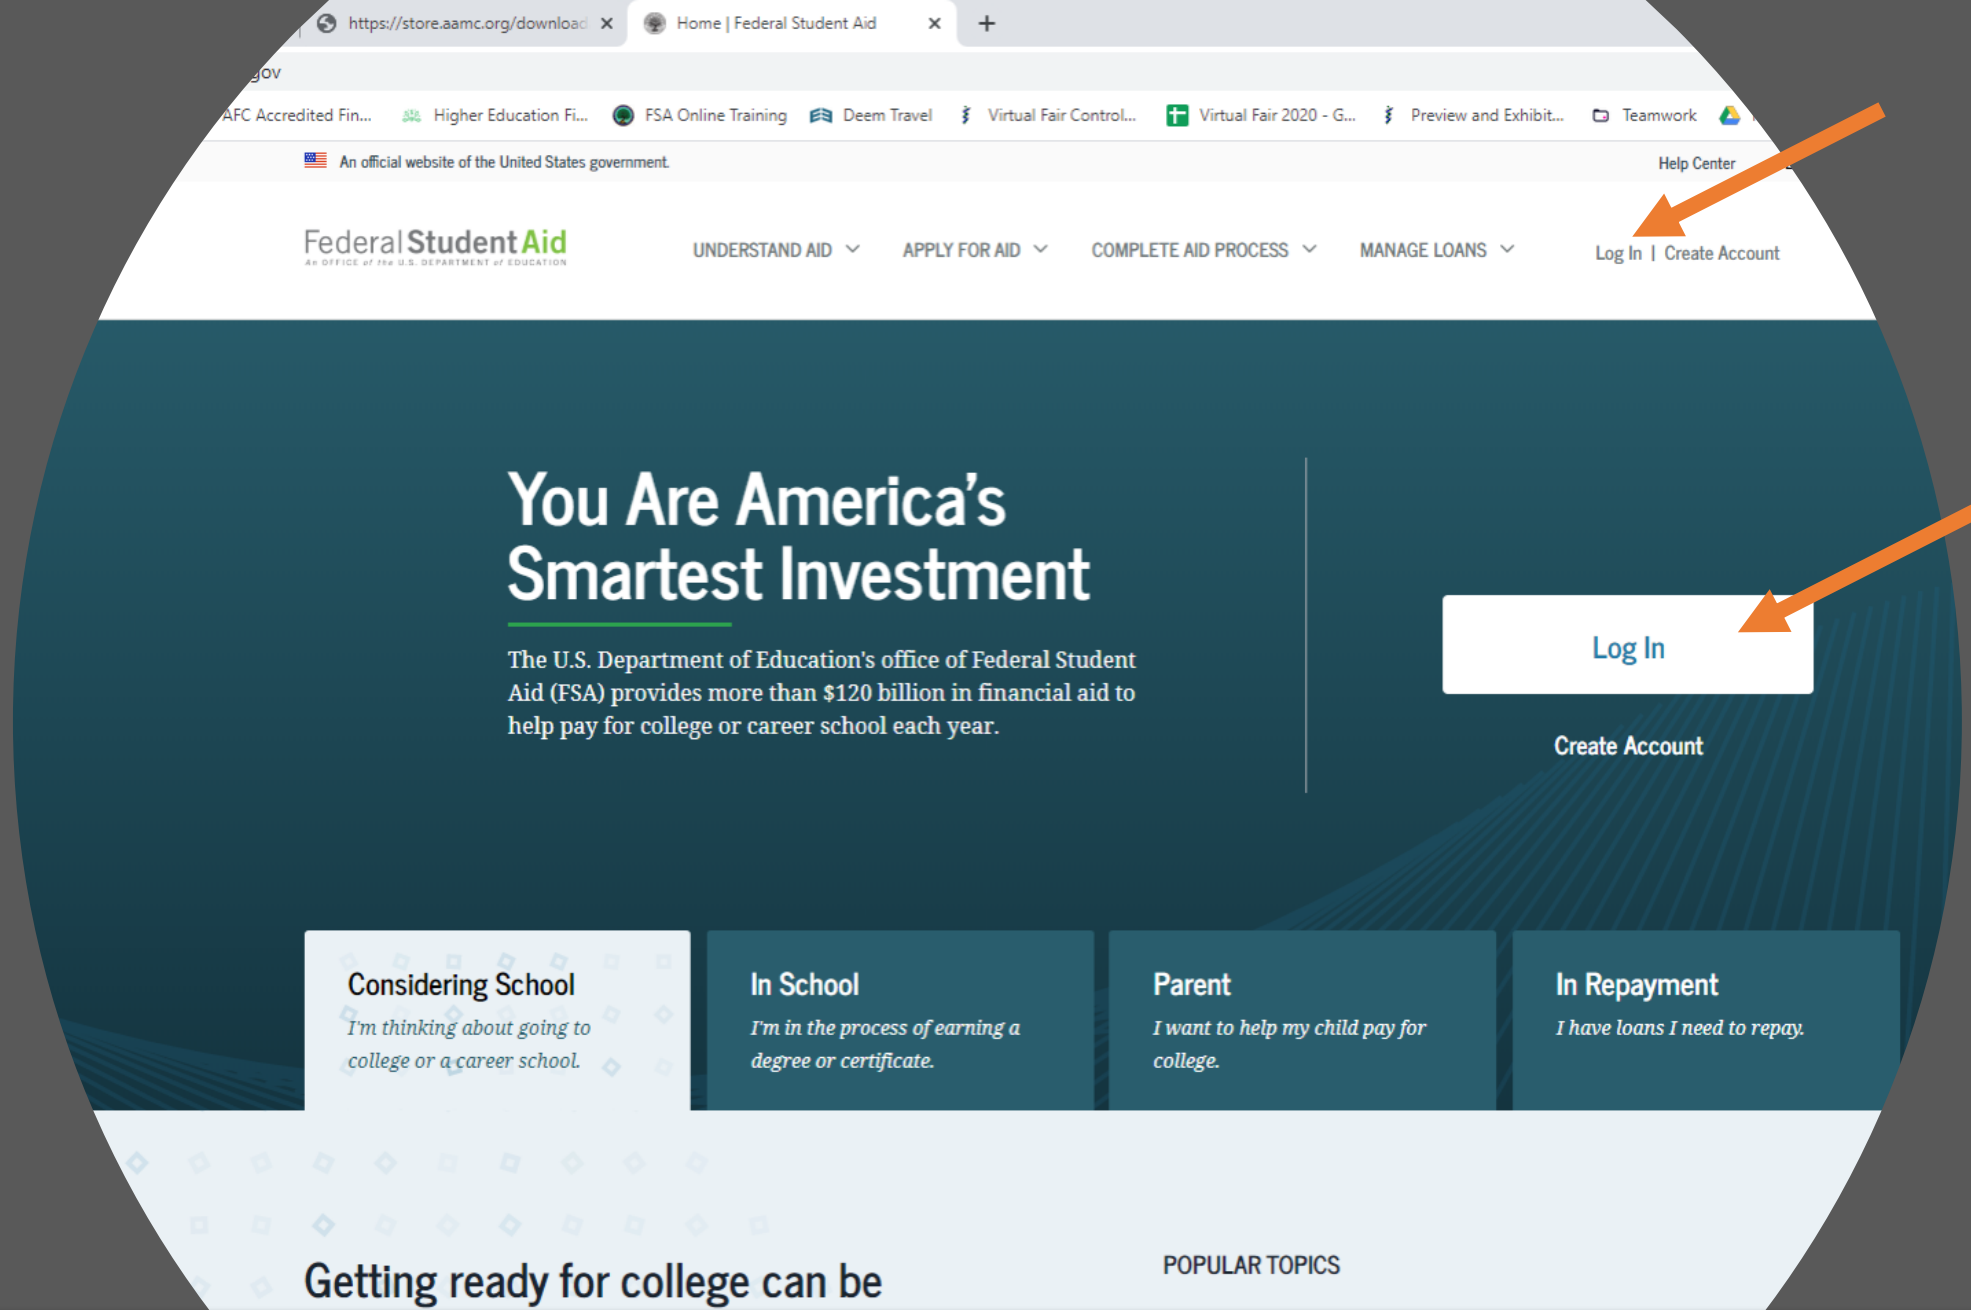 https://store.aamc.org/download
Home | Federal Student Aid
gov
AFC Accredited Fin...
Higher Education Fi...
FSA Online Training
Deem Travel
Virtual Fair Control...
Virtual Fair 2020 - G...
Preview and Exhibit...
Teamwork
An official website of the United States government.
Help Center
Federal Student Aid
An OFFICE of the U.S. DEPARTMENT of EDUCATION
UNDERSTAND AID
APPLY FOR AID
COMPLETE AID PROCESS
MANAGE LOANS
Log In | Create Account
You Are America's
Smartest Investment
The U.S. Department of Education's office of Federal Student
Aid (FSA) provides more than $120 billion in financial aid to
help pay for college or career school each year.
Log In
Create Account
Considering School
I'm thinking about going to
college or a career school.
In School
I'm in the process of earning a
degree or certificate.
Parent
I want to help my child pay for
college.
In Repayment
I have loans I need to repay.
Getting ready for college can be
POPULAR TOPICS